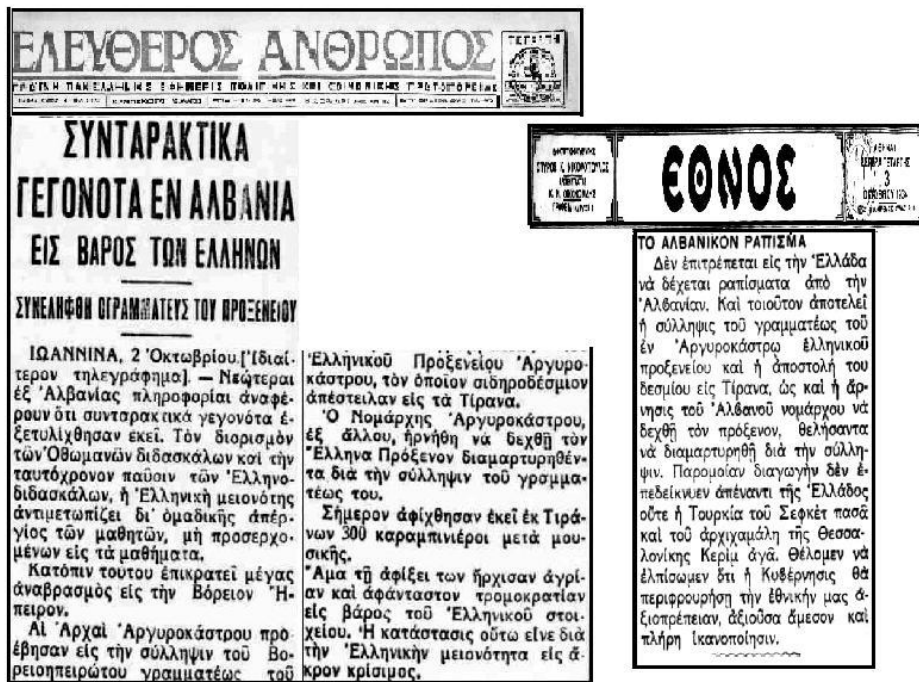 ΕΛΕΥΘΕΡΟΣ ΑΝΘΡΩΠΟΣ
ΤΕΤΑΡΤΗ
ΠΡΩΤΗ ΠΑΝΕΛΛΗΝΙΟΣ ΕΦΗΜΕΡΙΣ ΠΟΛΙΤΙΚΗΣ ΚΑΙ ΚΟΙΝΩΝΙΚΗΣ ΠΡΩΤΟΠΟΡΕΙΑΣ
ΣΥΝΤΑΡΑΚΤΙΚΑ
ΓΕΓΟΝΟΤΑ ΕΝ ΑΛΒΑΝΙΑ
ΕΙΣ ΒΑΡΟΣ ΤΩΝ ΕΛΛΗΝΩΝ
ΣΥΝΕΛΗΦΘΗ Ο ΓΡΑΜΜΑΤΕΥΣ ΤΟΥ ΠΡΟΞΕΝΕΙΟΥ
ΙΩΑΝΝΙΝΑ, 2 Ὀκτωβρίου.[Ἰδιαί-
τερον τηλεγράφημα]. — Νεώτεραι
ἐξ Ἀλβανίας πληροφορίαι ἀναφέ-
ρουν ὅτι συνταρακτικά γεγονότα ἐ-
ξετυλίχθησαν ἐκεῖ. Τὸν διορισμὸν
τῶν Ὀθωμανῶν διδασκάλων καὶ τὴν
ταυτόχρονον παῦσιν τῶν Ἑλληνο-
διδασκάλων, ἡ Ἑλληνικὴ μειονότης
ἀντιμετωπίζει δι' ὁμαδικῆς ἀπερ-
γίας τῶν μαθητῶν, μὴ προσερχο-
μένων εἰς τὰ μαθήματα.
Κατόπιν τούτου ἐπικρατεῖ μέγας
ἀναβρασμὸς εἰς τὴν Βόρειον Ἤ-
πειρον.
Αἱ Ἀρχαὶ Ἀργυροκάστρου προ-
έβησαν εἰς τὴν σύλληψιν τοῦ Βο-
ρειοηπειρώτου γραμματέως τοῦ
Ἑλληνικοῦ Προξενείου Ἀργυρο-
κάστρου, τὸν ὁποῖον σιδηροδέσμιον
ἀπέστειλαν εἰς τὰ Τίρανα.
Ὁ Νομάρχης Ἀργυροκάστρου,
ἐξ ἄλλου, ἠρνήθη νὰ δεχθῇ τὸν
Ἕλληνα Πρόξενον διαμαρτυρηθέν-
τα διὰ τὴν σύλληψιν τοῦ γραμμα-
τέως του.
Σήμερον ἀφίχθησαν ἐκεῖ ἐκ Τιρά-
νων 300 καραμπινιέροι μετὰ μου-
σικῆς.
Ἅμα τῇ ἀφίξει των ἤρχισαν ἀγρί-
αν καὶ ἀφάνταστον τρομοκρατίαν
εἰς βάρος τοῦ Ἑλληνικοῦ στοι-
χείου. Ἡ κατάστασις οὕτω εἶνε διὰ
τὴν Ἑλληνικὴν μειονότητα εἰς ἄ-
κρον κρίσιμος.
ΕΘΝΟΣ
ΑΘΗΝΑΙ
3
ΤΟ ΑΛΒΑΝΙΚΟΝ ΡΑΠΙΣΜΑ
Δὲν ἐπιτρέπεται εἰς τὴν Ἑλλάδα
νὰ δέχεται ραπίσματα ἀπὸ τὴν
Ἀλβανίαν. Καὶ τοιοῦτον ἀποτελεῖ
ἡ σύλληψις τοῦ γραμματέως τοῦ
ἐν Ἀργυροκάστρῳ ἑλληνικοῦ
προξενείου καὶ ἡ ἀποστολή του
δεσμίου εἰς Τίρανα, ὡς καὶ ἡ ἄρ-
νησις τοῦ Ἀλβανοῦ νομάρχου νὰ
δεχθῇ τὸν πρόξενον, θελήσαντα
νὰ διαμαρτυρηθῇ διὰ τὴν σύλλη-
ψιν. Παρομοίαν διαγωγὴν δὲν ἐ-
πεδείκνυεν ἀπέναντι τῆς Ἑλλάδος
οὔτε ἡ Τουρκία τοῦ Σεφκὲτ πασᾶ
καὶ τοῦ ἀρχιχαμάλη τῆς Θεσσα-
λονίκης Κερὶμ ἀγᾶ. Θέλομεν νὰ
ἐλπίσωμεν ὅτι ἡ Κυβέρνησις θὰ
περιφρουρήσῃ τὴν ἐθνικήν μας ἀ-
ξιοπρέπειαν, ἀξιοῦσα ἄμεσον καὶ
πλήρη ἱκανοποίησιν.